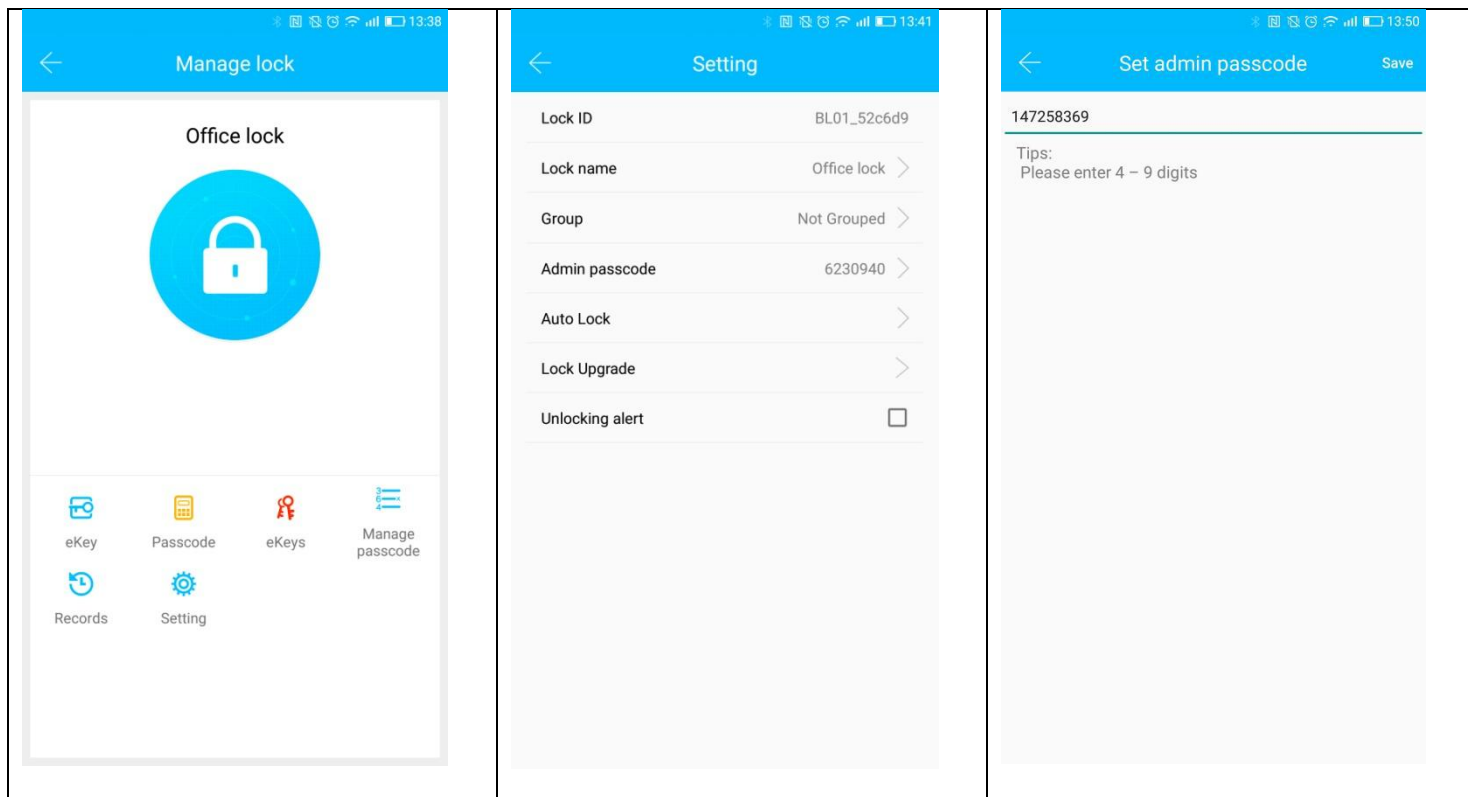 13:38
Manage lock
Office lock
eKey
Passcode
eKeys
Manage
passcode
Records
Setting
13:41
Setting
Lock ID BL01_52c6d9
Lock name Office lock
Group Not Grouped
Admin passcode 6230940
Auto Lock
Lock Upgrade
Unlocking alert
13:50
Set admin passcode Save
147258369
Tips:
Please enter 4 – 9 digits